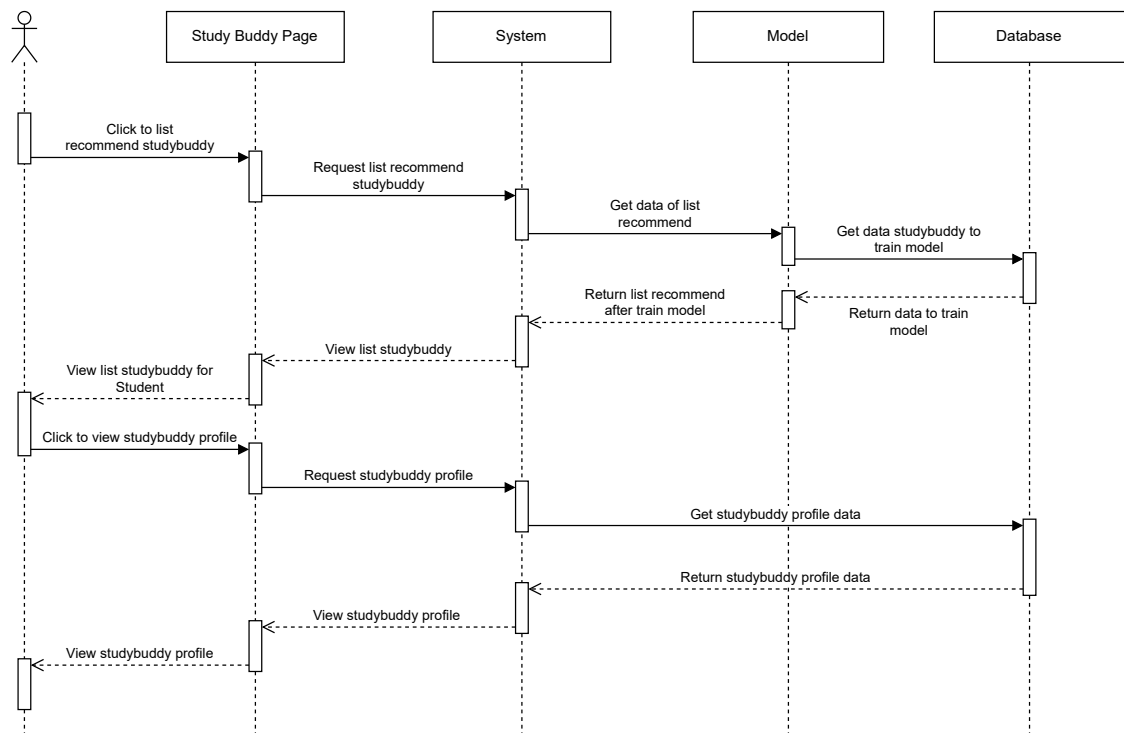 Study Buddy Page
System
Model
Database
Click to list
recommend studybuddy
Request list recommend
studybuddy
Get data of list
recommend
Get data studybuddy to
train model
Return list recommend
after train model
Return data to train
model
View list studybuddy
View list studybuddy for
Student
Click to view studybuddy profile
Request studybuddy profile
Get studybuddy profile data
Return studybuddy profile data
View studybuddy profile
View studybuddy profile